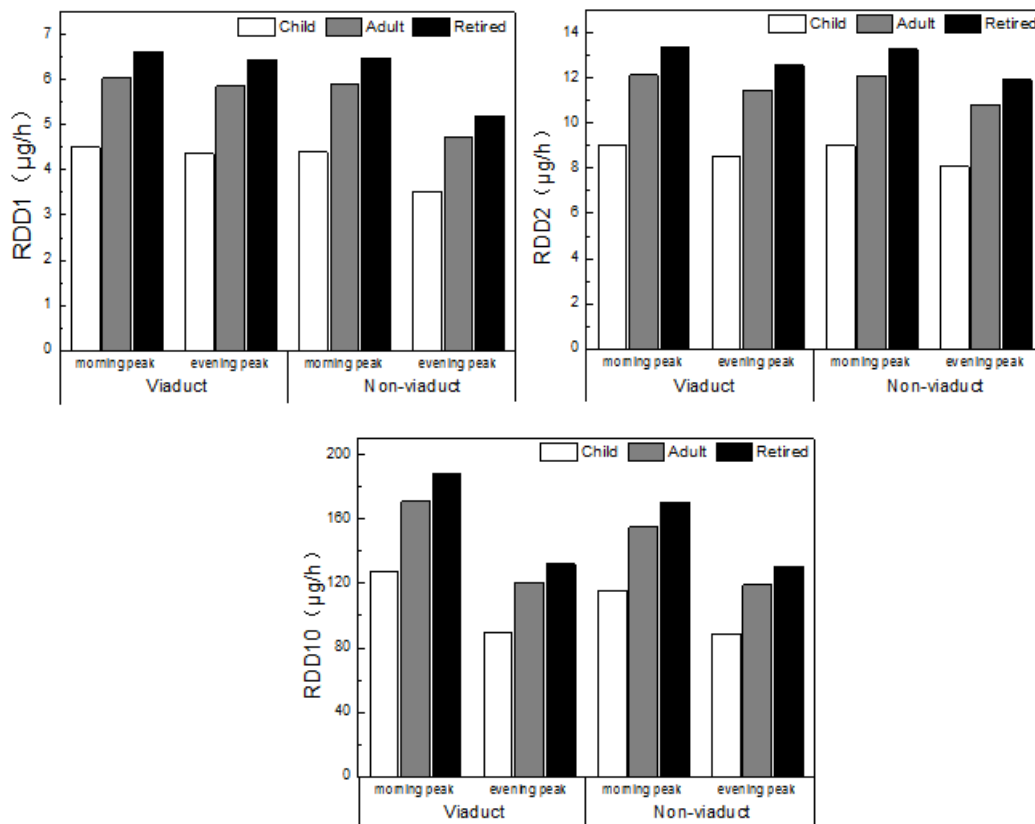 Child Adult Retired
RDD1 (μg/h)
7
6
5
4
3
2
1
0
morning peak evening peak morning peak evening peak
Viaduct Non-viaduct
Child Adult Retired
RDD2 (μg/h)
14
12
10
8
6
4
2
0
morning peak evening peak morning peak evening peak
Viaduct Non-viaduct
Child Adult Retired
RDD10 (μg/h)
200
160
120
80
40
0
morning peak evening peak morning peak evening peak
Viaduct Non-viaduct